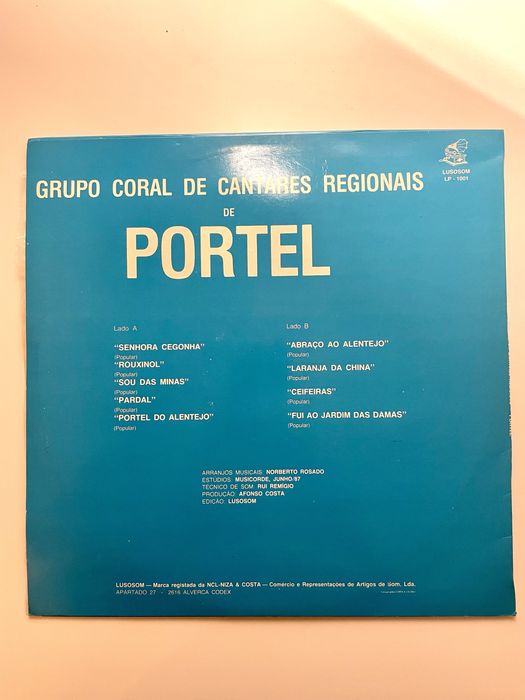 LUSOSOM
LP - 1001
GRUPO CORAL DE CANTARES REGIONAIS
DE
PORTEL
Lado A
"SENHORA CEGONHA"
(Popular)
"ROUXINOL"
(Popular)
"SOU DAS MINAS"
(Popular)
"PARDAL"
(Popular)
"PORTEL DO ALENTEJO"
(Popular)
Lado B
"ABRAÇO AO ALENTEJO"
(Popular)
"LARANJA DA CHINA"
(Popular)
"CEIFEIRAS"
(Popular)
"FUI AO JARDIM DAS DAMAS"
(Popular)
ARRANJOS MUSICAIS: NORBERTO ROSADO
ESTÚDIOS: MUSICORDE, JUNHO/87
TÉCNICO DE SOM: RUI REMÍGIO
PRODUÇÃO: AFONSO COSTA
EDIÇÃO: LUSOSOM
LUSOSOM — Marca registada da NCL-NIZA & COSTA — Comércio e Representações de Artigos de Som, Lda.
APARTADO 27 - 2616 ALVERCA CODEX